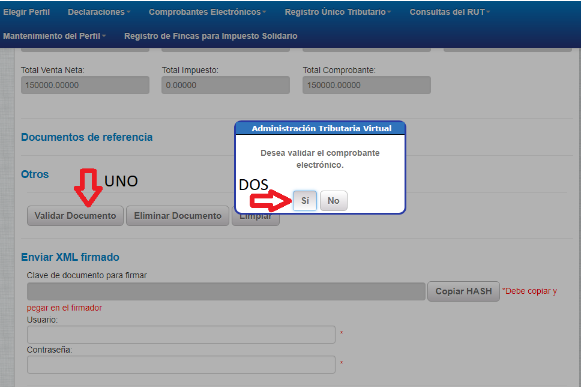 Elegir Perfil Declaraciones Comprobantes Electrónicos Registro Único Tributario Consultas del RUT
Mantenimiento del Perfil Registro de Fincas para Impuesto Solidario
Total Venta Neta: Total Impuesto: Total Comprobante:
150000.00000 0.00000 150000.00000
Administración Tributaria Virtual
Documentos de referencia
Desea validar el comprobante
electrónico.
Otros
UNO
DOS
Sí No
Validar Documento Eliminar Documento Limpiar
Enviar XML firmado
Clave de documento para firmar
Copiar HASH *Debe copiar y
pegar en el firmador
Usuario:
*
Contraseña:
*